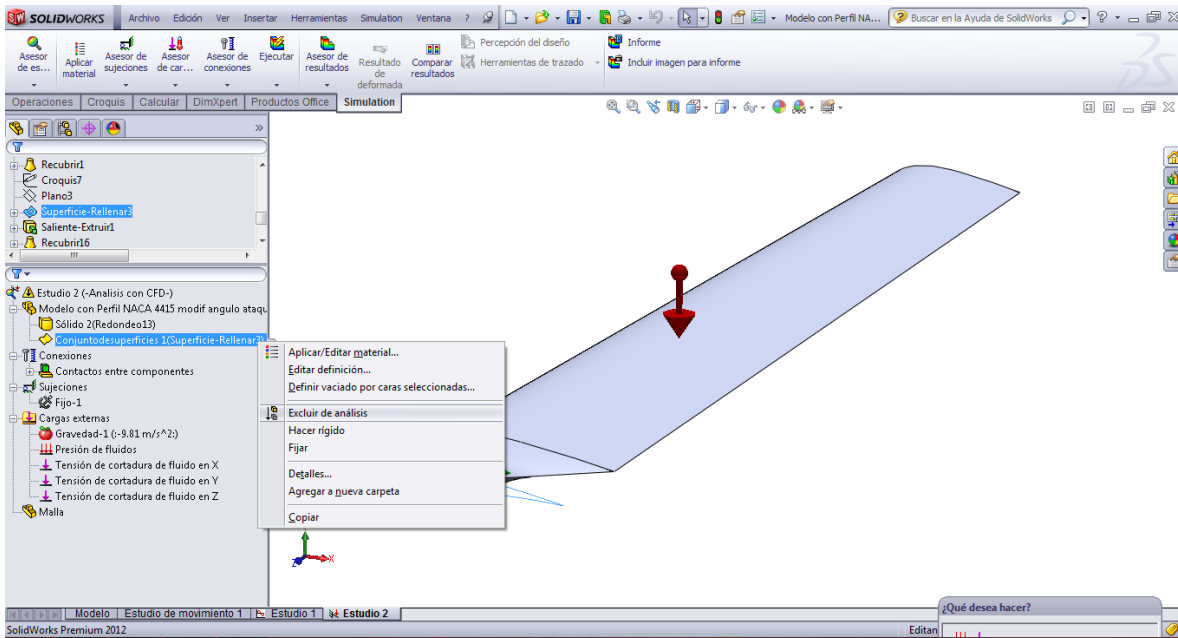 SW SOLIDWORKS Archivo Edición Ver Insertar Herramientas Simulation Ventana ? Modelo con Perfil NA... Buscar en la Ayuda de SolidWorks
Asesor de es...
Aplicar material
Asesor de sujeciones
Asesor de car...
Asesor de conexiones
Ejecutar
Asesor de resultados
Resultado de deformada
Comparar resultados
Percepción del diseño
Herramientas de trazado
Informe
Incluir imagen para informe
Operaciones Croquis Calcular DimXpert Productos Office Simulation
Recubrir1
Croquis7
Plano3
Superficie-Rellenar3
Saliente-Extruir1
Recubrir16
Estudio 2 (-Analisis con CFD-)
Modelo con Perfil NACA 4415 modif angulo ataqu
Sólido 2(Redondeo13)
Conjuntodesuperficies 1(Superficie-Rellenar3)
Conexiones
Contactos entre componentes
Sujeciones
Fijo-1
Cargas externas
Gravedad-1 (:-9.81 m/s^2:)
Presión de fluidos
Tensión de cortadura de fluido en X
Tensión de cortadura de fluido en Y
Tensión de cortadura de fluido en Z
Malla
Aplicar/Editar material...
Editar definición...
Definir vaciado por caras seleccionadas...
Excluir de análisis
Hacer rígido
Fijar
Detalles...
Agregar a nueva carpeta
Copiar
X
Z
Modelo Estudio de movimiento 1 Estudio 1 Estudio 2
¿Qué desea hacer?
SolidWorks Premium 2012
Editan